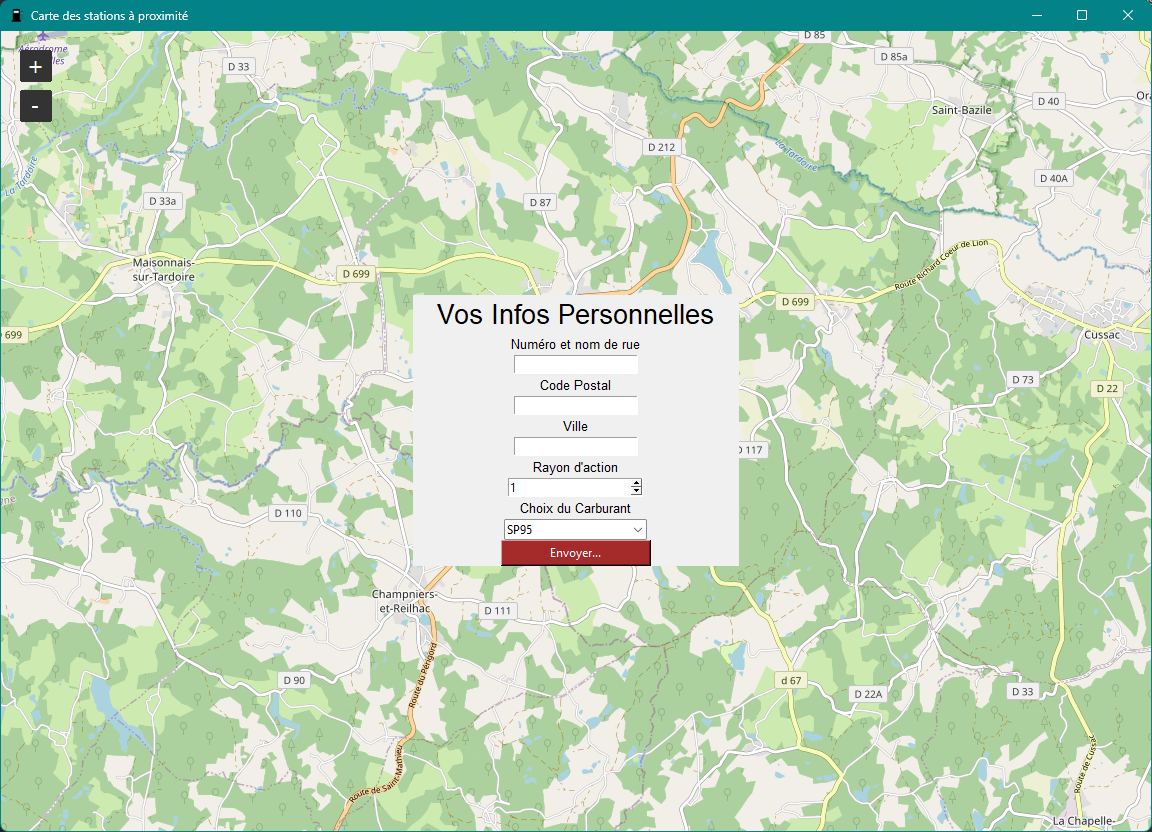 Carte des stations à proximité
Aérodrome
D 85
D 85a
D 33
+
-
D 40
Saint-Bazile
D 212
La Tardoire
La Tardoire
D 40A
D 33a
D 87
Route Richard Coeur de Lion
Maisonnais-
sur-Tardoire
D 699
D 699
699
Cussac
Vos Infos Personnelles
Numéro et nom de rue
Code Postal
Ville
Rayon d'action
1
Choix du Carburant
SP95
Envoyer...
D 73
D 22
D 117
D 110
Champniers-
et-Reilhac
D 111
Route du Périgord
D 90
d 67
D 22A
D 33
Route de Saint-Mathieu
Route de Cussac
La Chapelle-